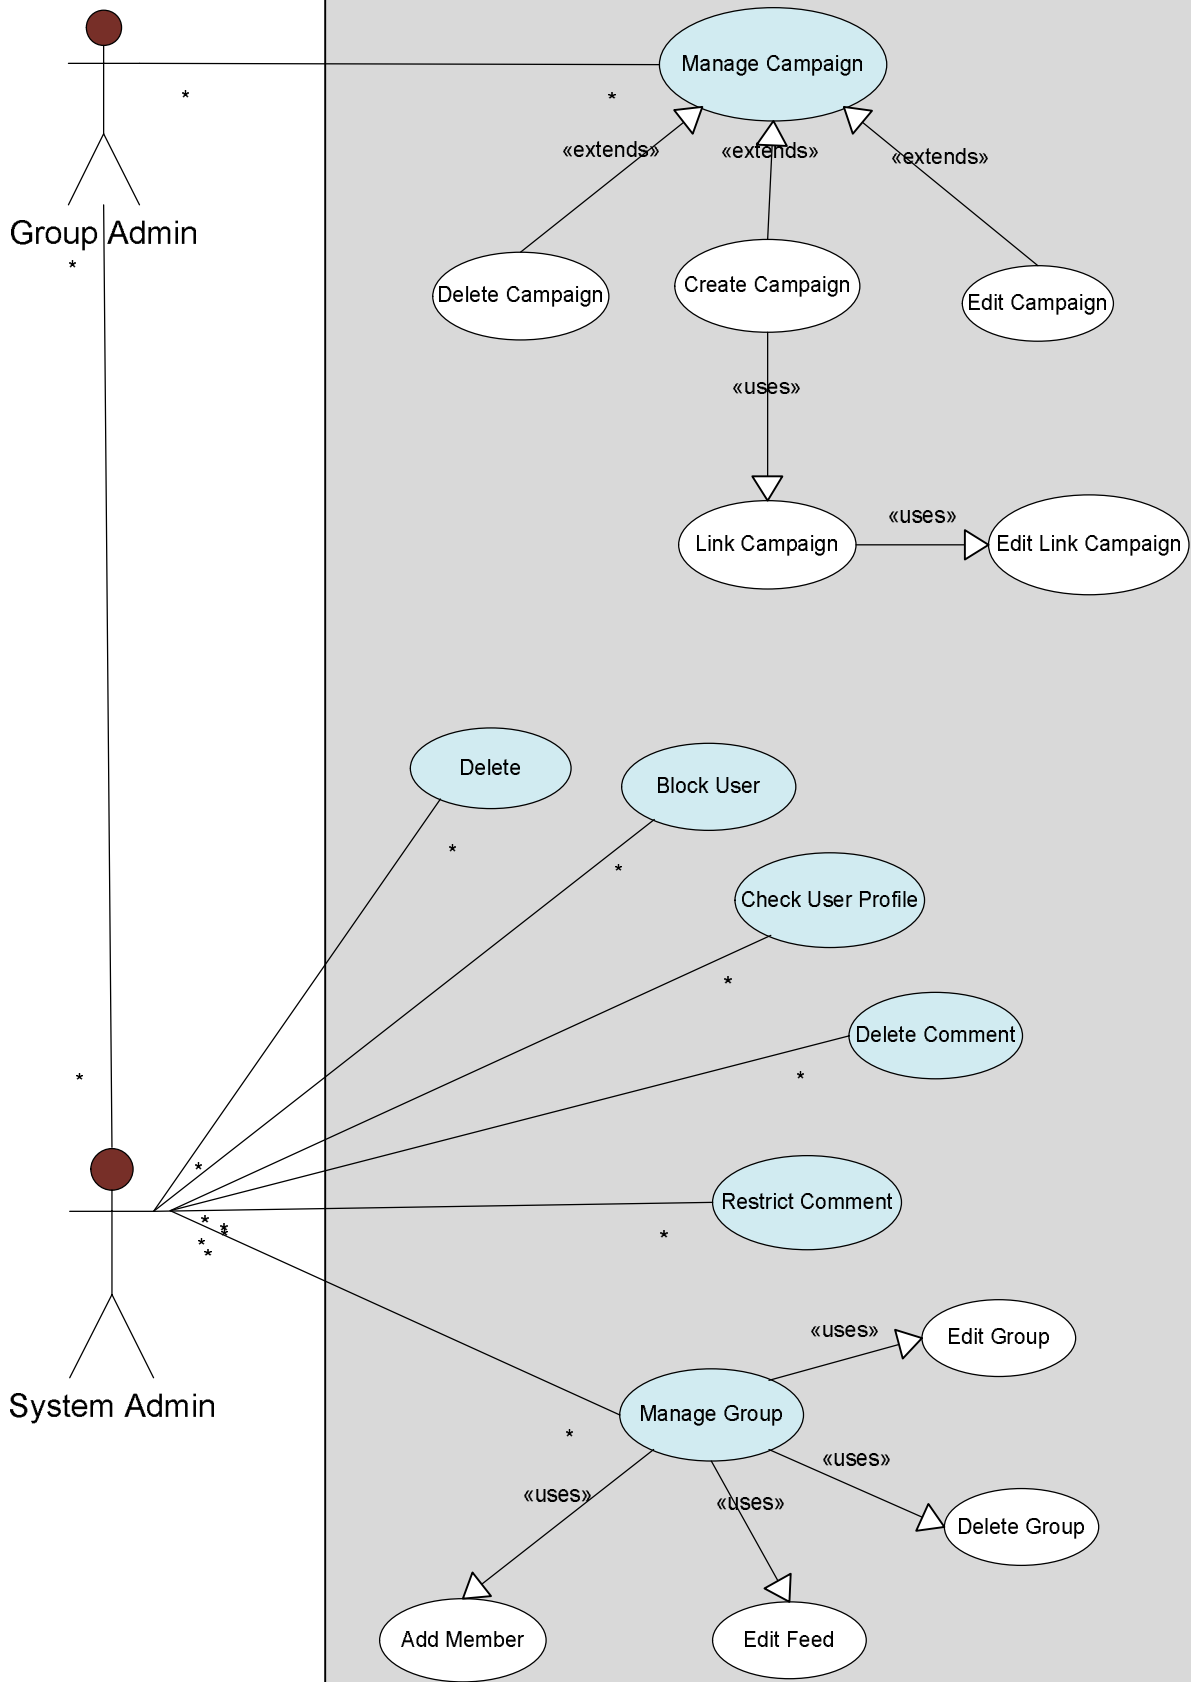 Manage Campaign
*
*
«extends»
«extends»
«extends»
Group Admin
*
Delete Campaign
Create Campaign
Edit Campaign
«uses»
«uses»
Link Campaign
Edit Link Campaign
Delete
Block User
*
*
Check User Profile
*
Delete Comment
*
*
*
Restrict Comment
*
*
*
*
*
*
«uses»
Edit Group
System Admin
Manage Group
*
«uses»
«uses»
«uses»
Delete Group
Add Member
Edit Feed